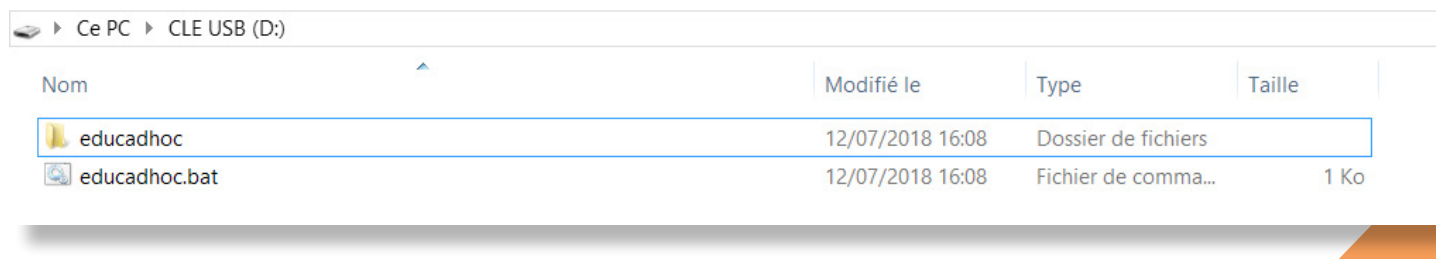 Ce PC CLE USB (D:)
Nom Modifié le Type Taille
educadhoc 12/07/2018 16:08 Dossier de fichiers
educadhoc.bat 12/07/2018 16:08 Fichier de comma... 1 Ko